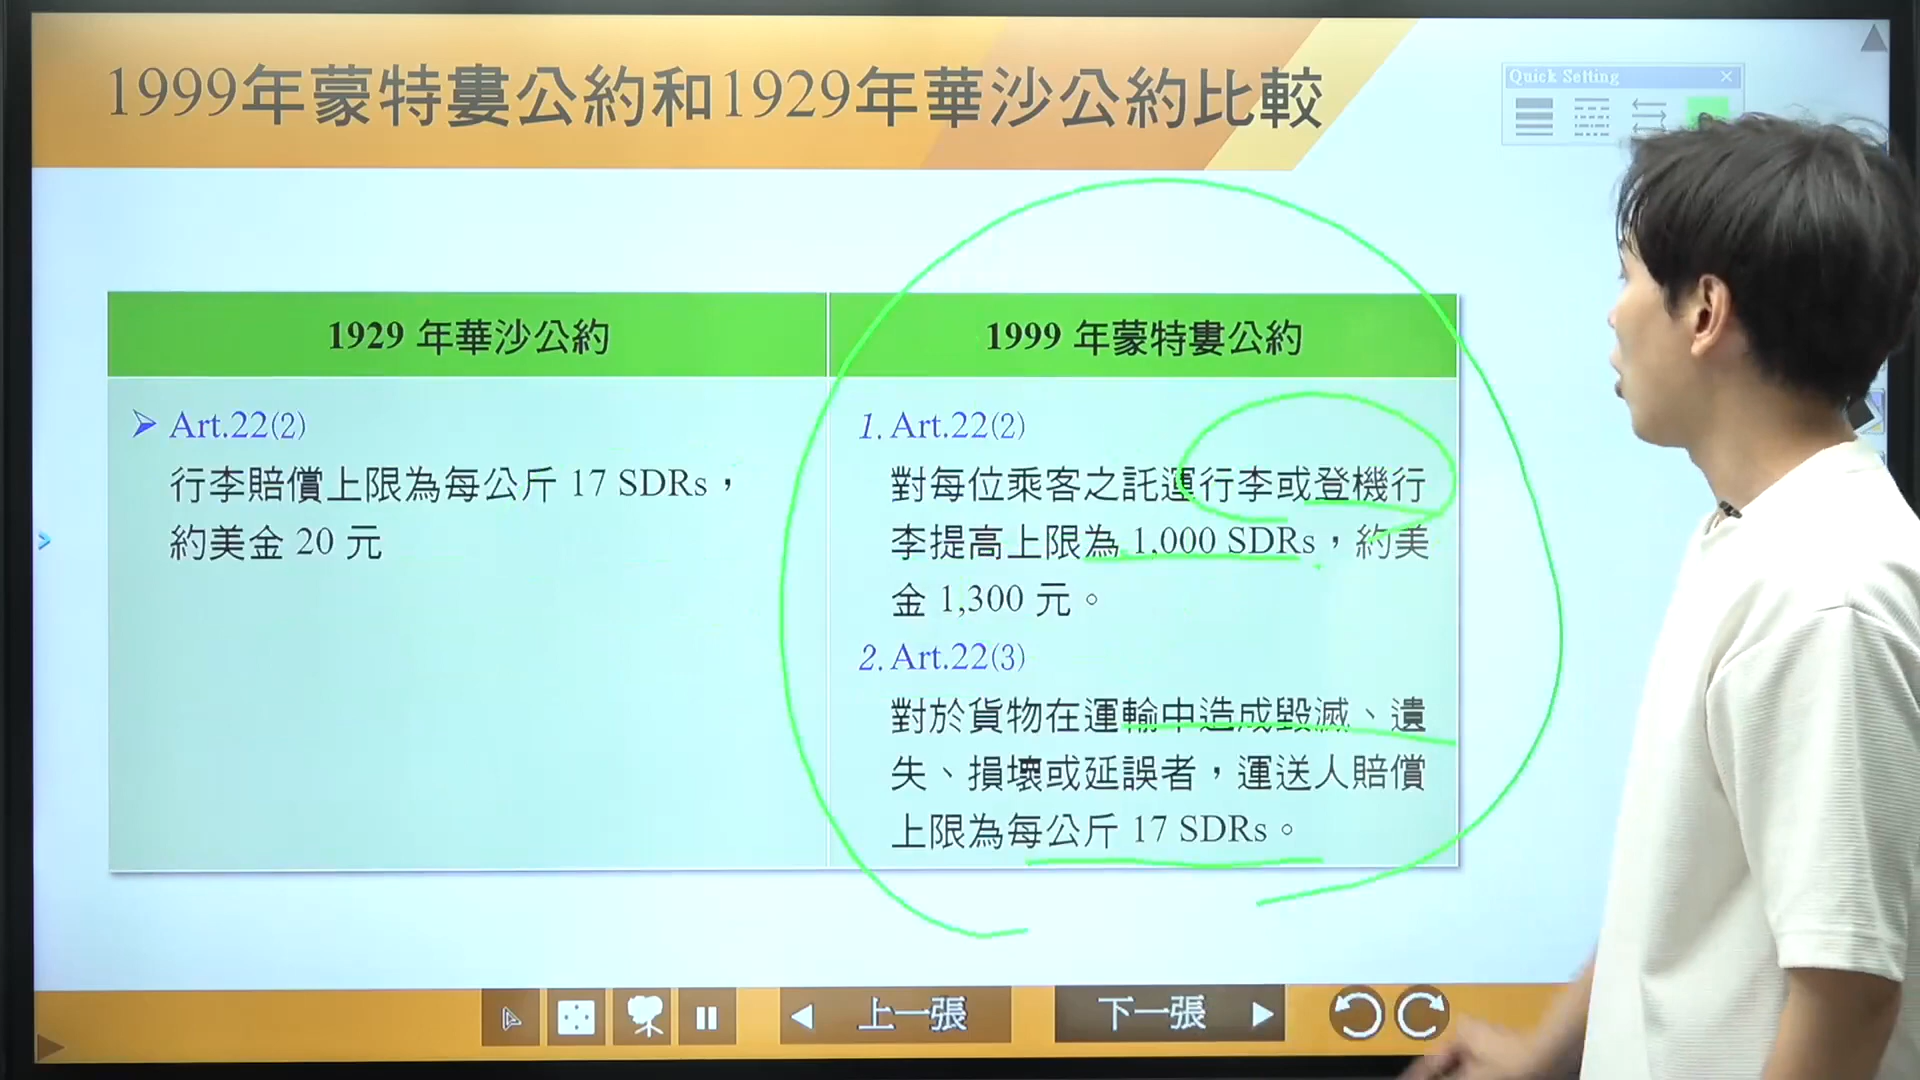 1999年蒙特婁公約和1929年華沙公約比較
Quick Setting
1929 年華沙公約
1999 年蒙特婁公約
Art.22(2)
行李賠償上限為每公斤 17 SDRs，
約美金 20 元
1. Art.22(2)
對每位乘客之託運行李或登機行
李提高上限為 1,000 SDRs，約美
金 1,300 元。
2. Art.22(3)
對於貨物在運輸中造成毀滅、遺
失、損壞或延誤者，運送人賠償
上限為每公斤 17 SDRs。
上一張
下一張